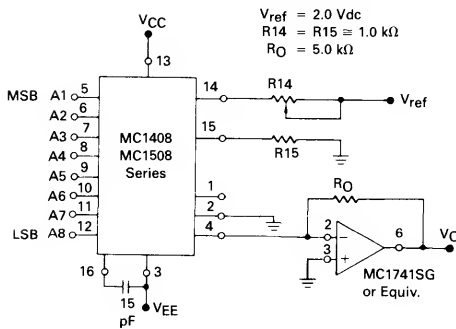 Vref = 2.0 Vdc
R14 = R15 ≅ 1.0 kΩ
RO = 5.0 kΩ
VCC
13
MSB A1 5
A2 6
A3 7
A4 8
A5 9
A6 10
A7 11
LSB A8 12
MC1408
MC1508
Series
14
R14
Vref
15
R15
1
2
4
RO
2
3
−
+
6
VO
MC1741SG
or Equiv.
16
3
15
pF
VEE